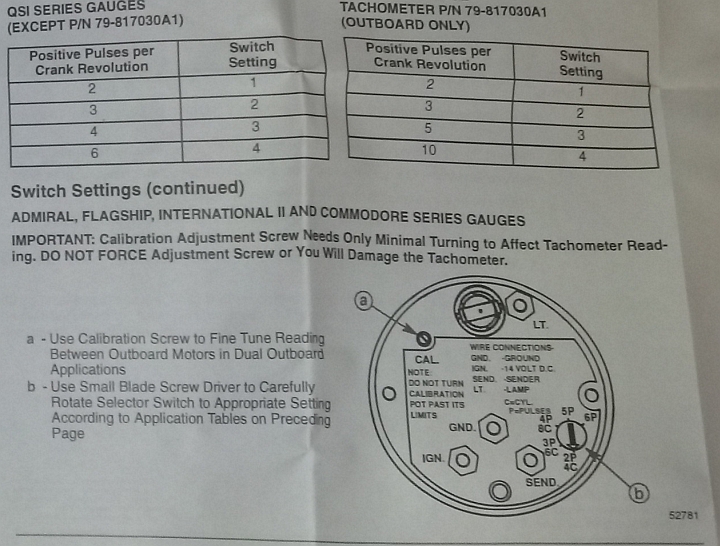 QSI SERIES GAUGES
(EXCEPT P/N 79-817030A1)
Positive Pulses per Crank Revolution Switch Setting
2 1
3 2
4 3
6 4
TACHOMETER P/N 79-817030A1
(OUTBOARD ONLY)
Positive Pulses per Crank Revolution Switch Setting
2 1
3 2
5 3
10 4
Switch Settings (continued)
ADMIRAL, FLAGSHIP, INTERNATIONAL II AND COMMODORE SERIES GAUGES
IMPORTANT: Calibration Adjustment Screw Needs Only Minimal Turning to Affect Tachometer Read-
ing. DO NOT FORCE Adjustment Screw or You Will Damage the Tachometer.
a - Use Calibration Screw to Fine Tune Reading
Between Outboard Motors in Dual Outboard
Applications
b - Use Small Blade Screw Driver to Carefully
Rotate Selector Switch to Appropriate Setting
According to Application Tables on Preceding
Page
a
LT.
CAL.
NOTE:
DO NOT TURN
CALIBRATION
POT PAST ITS
LIMITS
WIRE CONNECTIONS-
GND. -GROUND
IGN. -14 VOLT D.C.
SEND. -SENDER
LT. -LAMP
C=CYL.
P=PULSES
5P
4P
8C
6P
3P
6C
2P
4C
GND.
IGN.
SEND.
b
52781